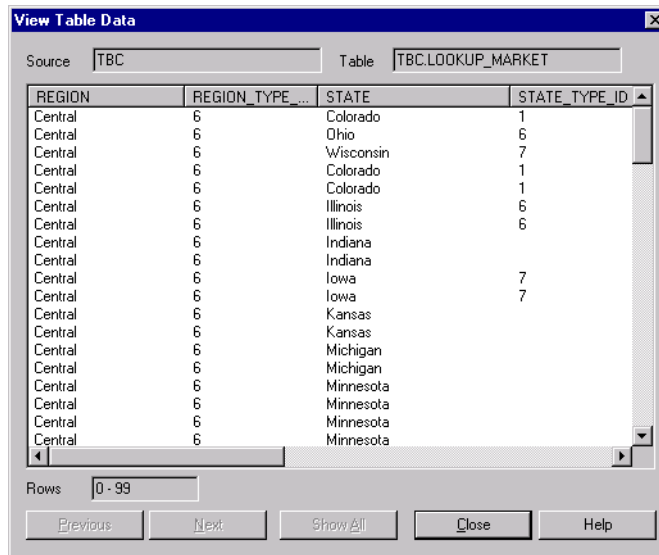 View Table Data
Source TBC Table TBC.LOOKUP_MARKET
REGION REGION_TYPE_... STATE STATE_TYPE_ID
Central 6 Colorado 1
Central 6 Ohio 6
Central 6 Wisconsin 7
Central 6 Colorado 1
Central 6 Colorado 1
Central 6 Illinois 6
Central 6 Illinois 6
Central 6 Indiana
Central 6 Indiana
Central 6 Iowa 7
Central 6 Iowa 7
Central 6 Kansas
Central 6 Kansas
Central 6 Michigan
Central 6 Michigan
Central 6 Minnesota
Central 6 Minnesota
Central 6 Minnesota
Central 6 Minnesota
Rows 0 - 99
Previous Next Show All Close Help